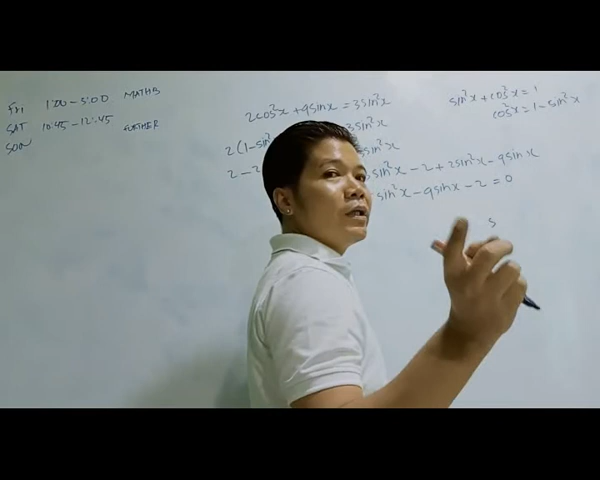 Fri 1:00 – 5:00 MATHS
SAT 10:45 – 12:45 FURTHER
SUN
2cos²x + 9sinx = 3sin²x
2(1-sin² 3sin²x
2 - 2 sin²x
sin²x - 2 + 2sin²x - 9sinx
sin²x - 9sinx - 2 = 0
sin²x + cos²x = 1
cos²x = 1 - sin²x
s